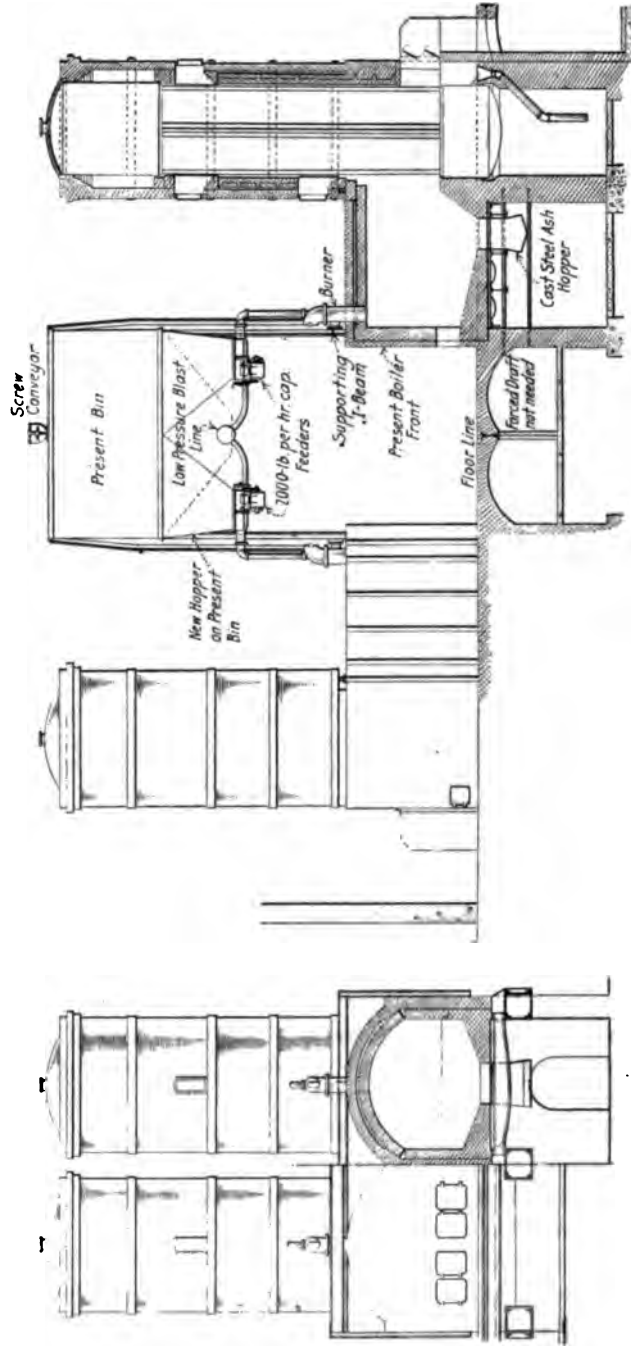 Screw
Conveyar
Present Bin
Low Pressure Blast
Line
2000-lb. per hr. cap.
Feeders
New Hopper
on Present
Bin
Burner
Supporting
I-Beam
Present Boiler
Front
Floor Line
Forced Draft
not needed
Cast Steel Ash
Hopper